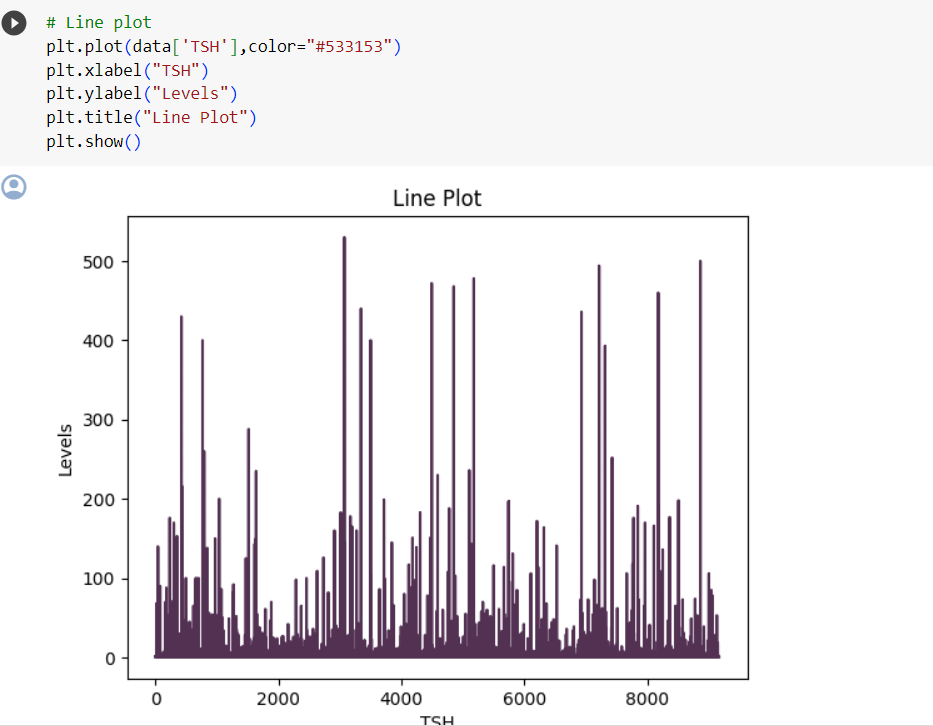 # Line plot
plt.plot(data['TSH'],color="#533153")
plt.xlabel("TSH")
plt.ylabel("Levels")
plt.title("Line Plot")
plt.show()
Line Plot
500
400
300
200
100
0
Levels
0 2000 4000 6000 8000
TSH